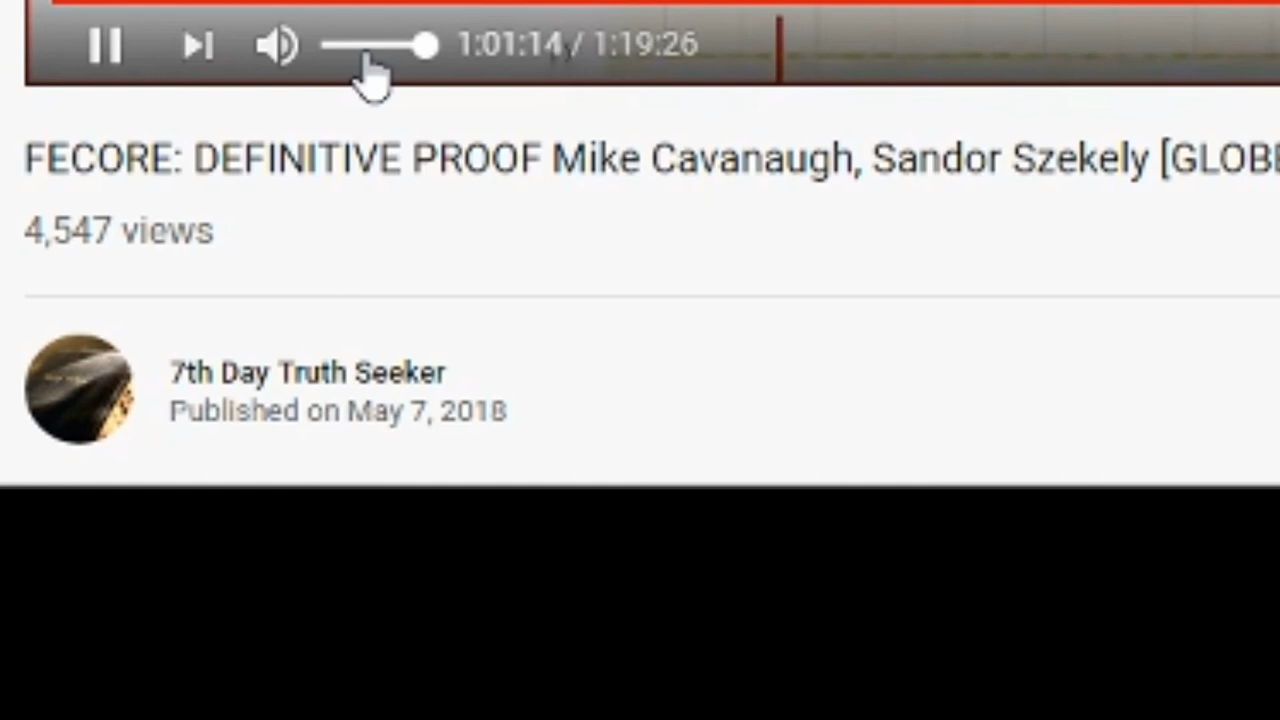 1:01:14 / 1:19:26
FECORE: DEFINITIVE PROOF Mike Cavanaugh, Sandor Szekely [GLOBE
4,547 views
7th Day Truth Seeker
Published on May 7, 2018